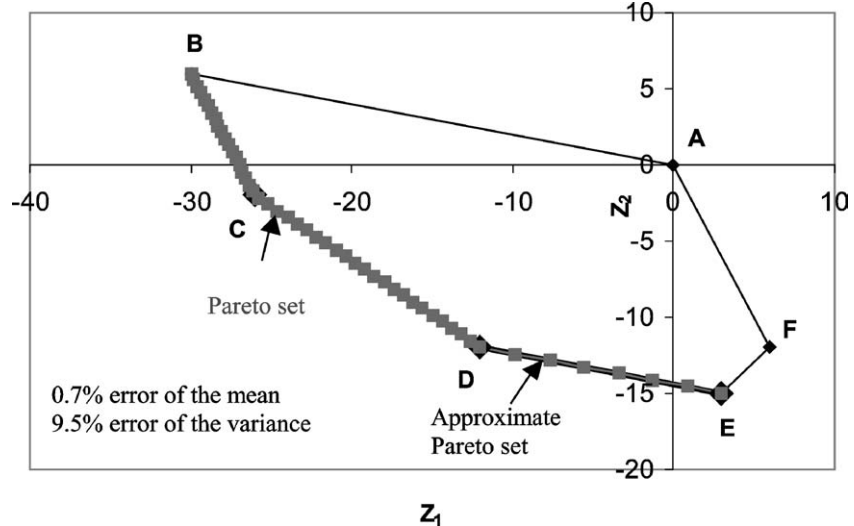 10
B
5
A
0
-40
-30
-20
-10
0
10
Z2
C
-5
Pareto set
-10
F
D
0.7% error of the mean
9.5% error of the variance
Approximate
Pareto set
-15
E
-20
Z1